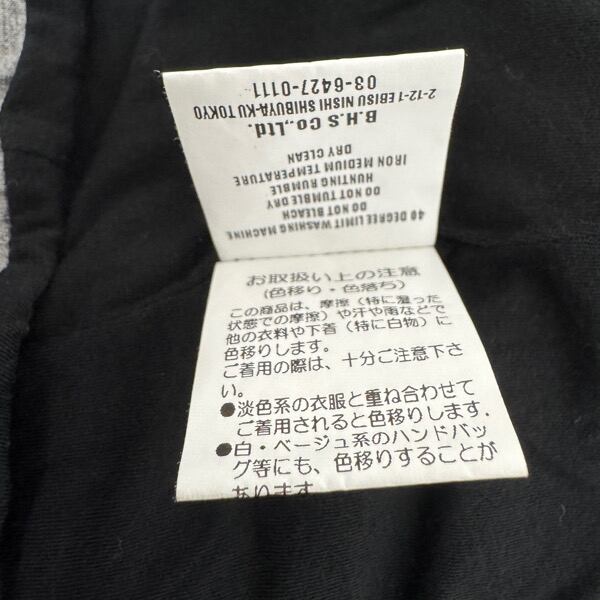 40 DEGREE LIMIT WASHING MACHINE
DO NOT BLEACH
DO NOT TUMBLE DRY
HUNTING RUMBLE
IRON MEDIUM TEMPERATURE
DRY CLEAN
B.H.S Co.,Ltd.
2-12-1 EBISU NISHI SHIBUYA-KU TOKYO
03-6427-0111
お取扱い上の注意
(色移り・色落ち)
この商品は、摩擦（特に湿った
状態での摩擦）や汗や雨などで
他の衣料や下着（特に白物）に
色移りします。
ご着用の際は、十分ご注意下さ
い。
●淡色系の衣服と重ね合わせて
ご着用されると色移りします.
●白・ベージュ系のハンドバッ
グ等にも、色移りすることが
あります